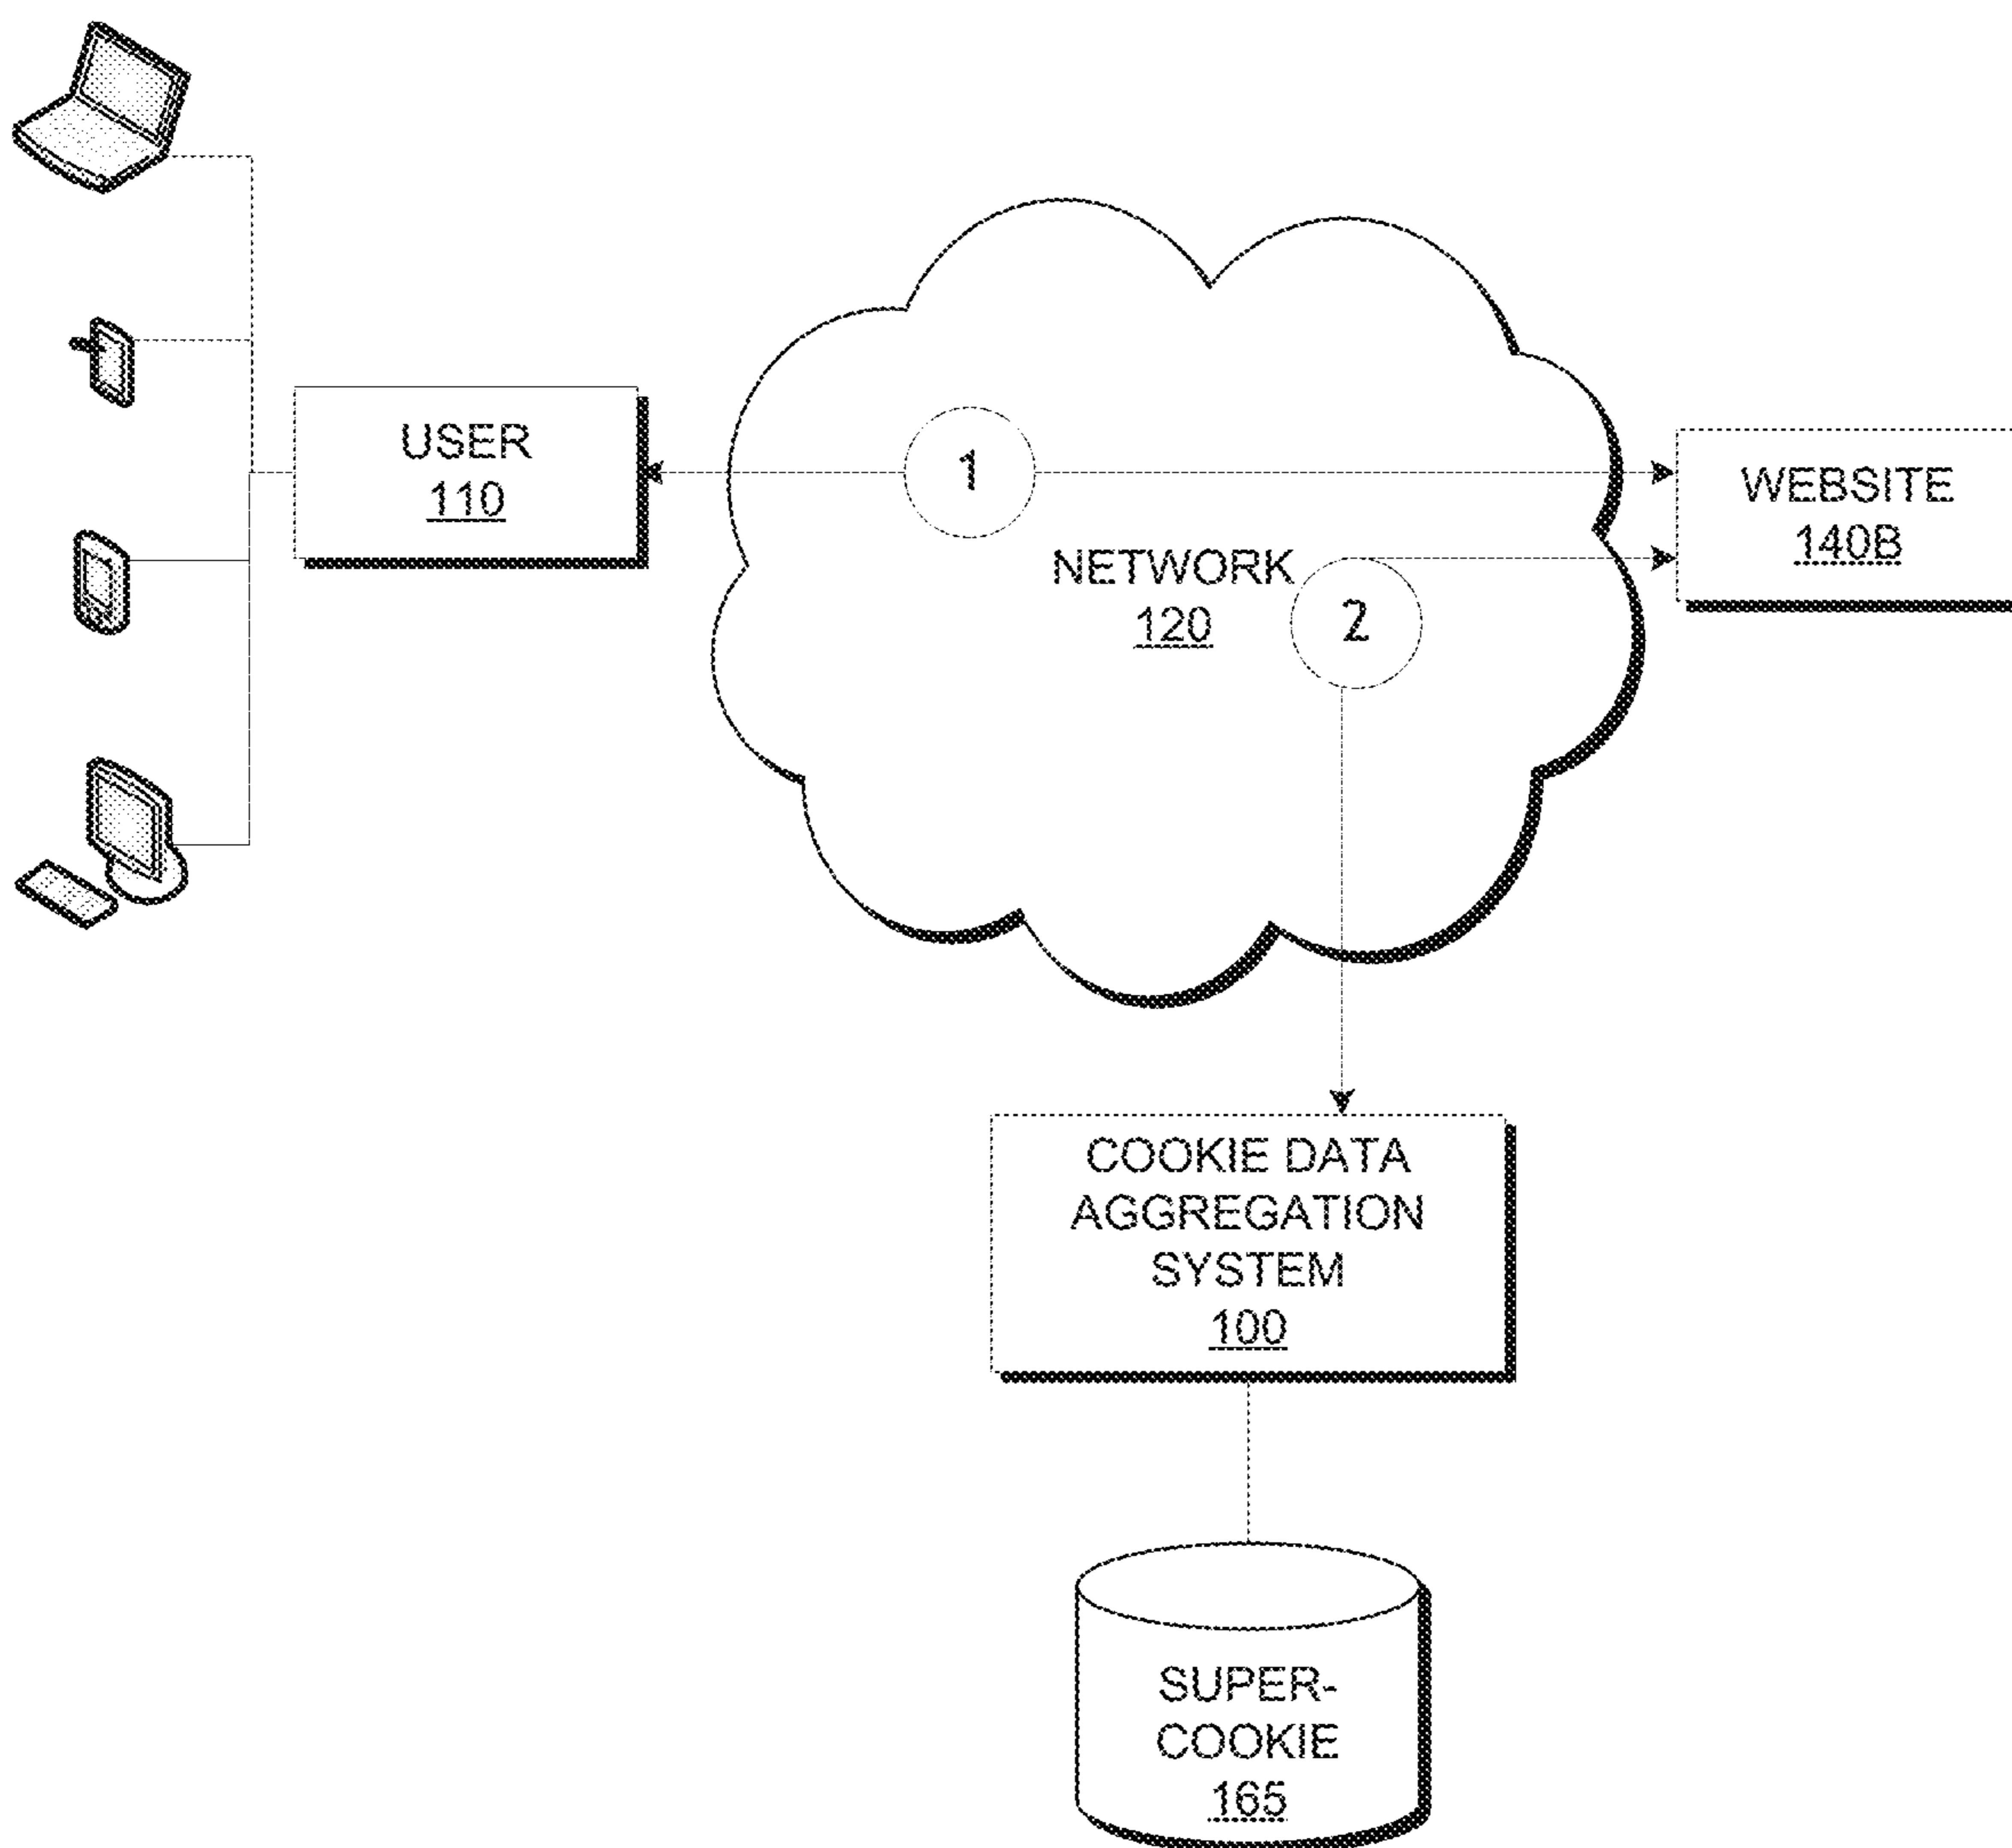 USER
110
1
NETWORK
120
2
WEBSITE
140B
COOKIE DATA
AGGREGATION
SYSTEM
100
SUPER-
COOKIE
165